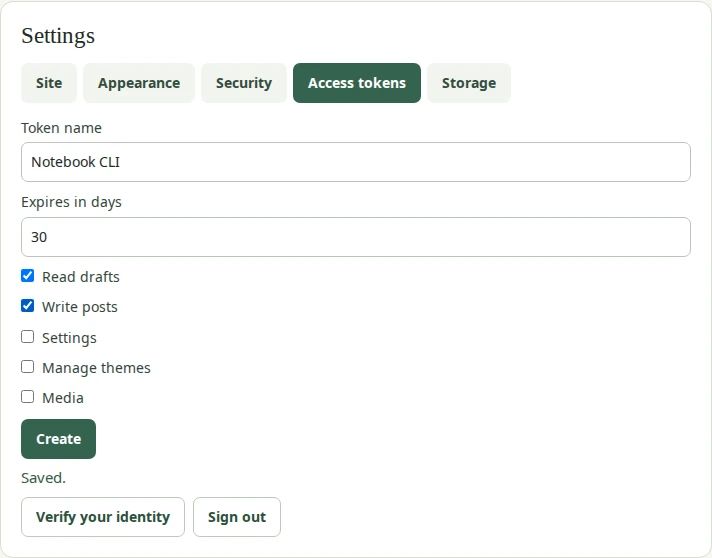 Settings
Site Appearance Security Access tokens Storage
Token name
Notebook CLI
Expires in days
30
Read drafts
Write posts
Settings
Manage themes
Media
Create
Saved.
Verify your identity Sign out